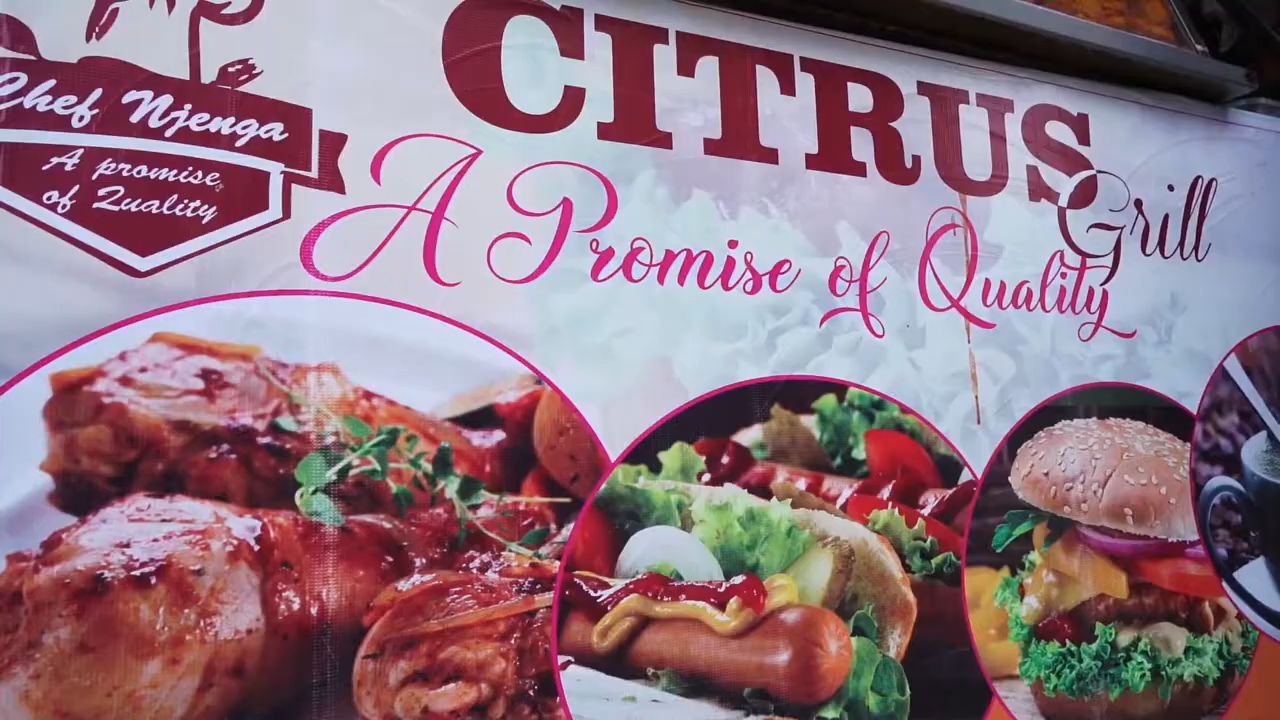 CITRUS
Grill
A Promise of Quality
Chef Njenga
A promise
of Quality